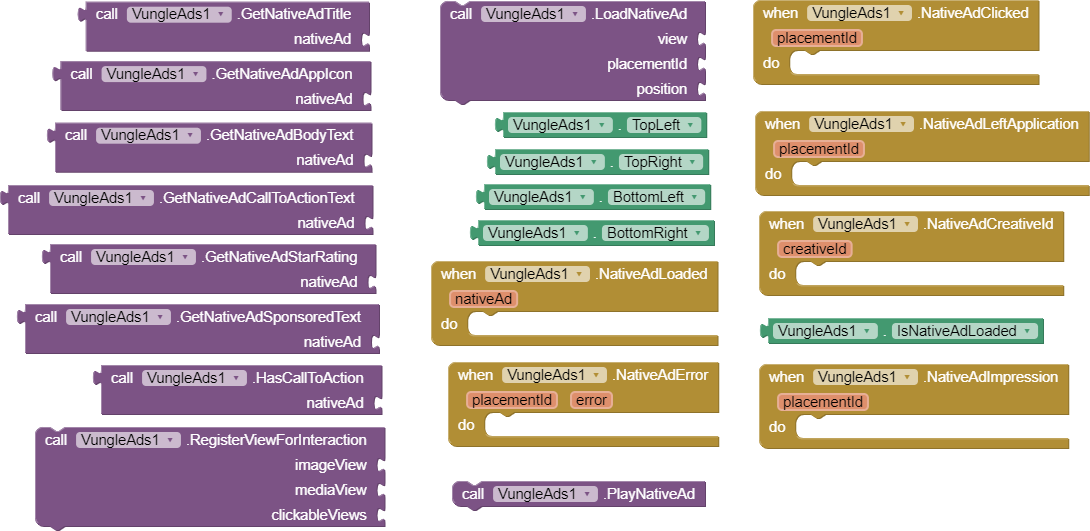 call VungleAds1 .GetNativeAdTitle
nativeAd
call VungleAds1 .GetNativeAdAppIcon
nativeAd
call VungleAds1 .GetNativeAdBodyText
nativeAd
call VungleAds1 .GetNativeAdCallToActionText
nativeAd
call VungleAds1 .GetNativeAdStarRating
nativeAd
call VungleAds1 .GetNativeAdSponsoredText
nativeAd
call VungleAds1 .HasCallToAction
nativeAd
call VungleAds1 .RegisterViewForInteraction
imageView
mediaView
clickableViews
call VungleAds1 .LoadNativeAd
view
placementId
position
VungleAds1 . TopLeft
VungleAds1 . TopRight
VungleAds1 . BottomLeft
VungleAds1 . BottomRight
when VungleAds1 .NativeAdLoaded
nativeAd
do
when VungleAds1 .NativeAdError
placementId error
do
call VungleAds1 .PlayNativeAd
when VungleAds1 .NativeAdClicked
placementId
do
when VungleAds1 .NativeAdLeftApplication
placementId
do
when VungleAds1 .NativeAdCreativeId
creativeId
do
VungleAds1 . IsNativeAdLoaded
when VungleAds1 .NativeAdImpression
placementId
do